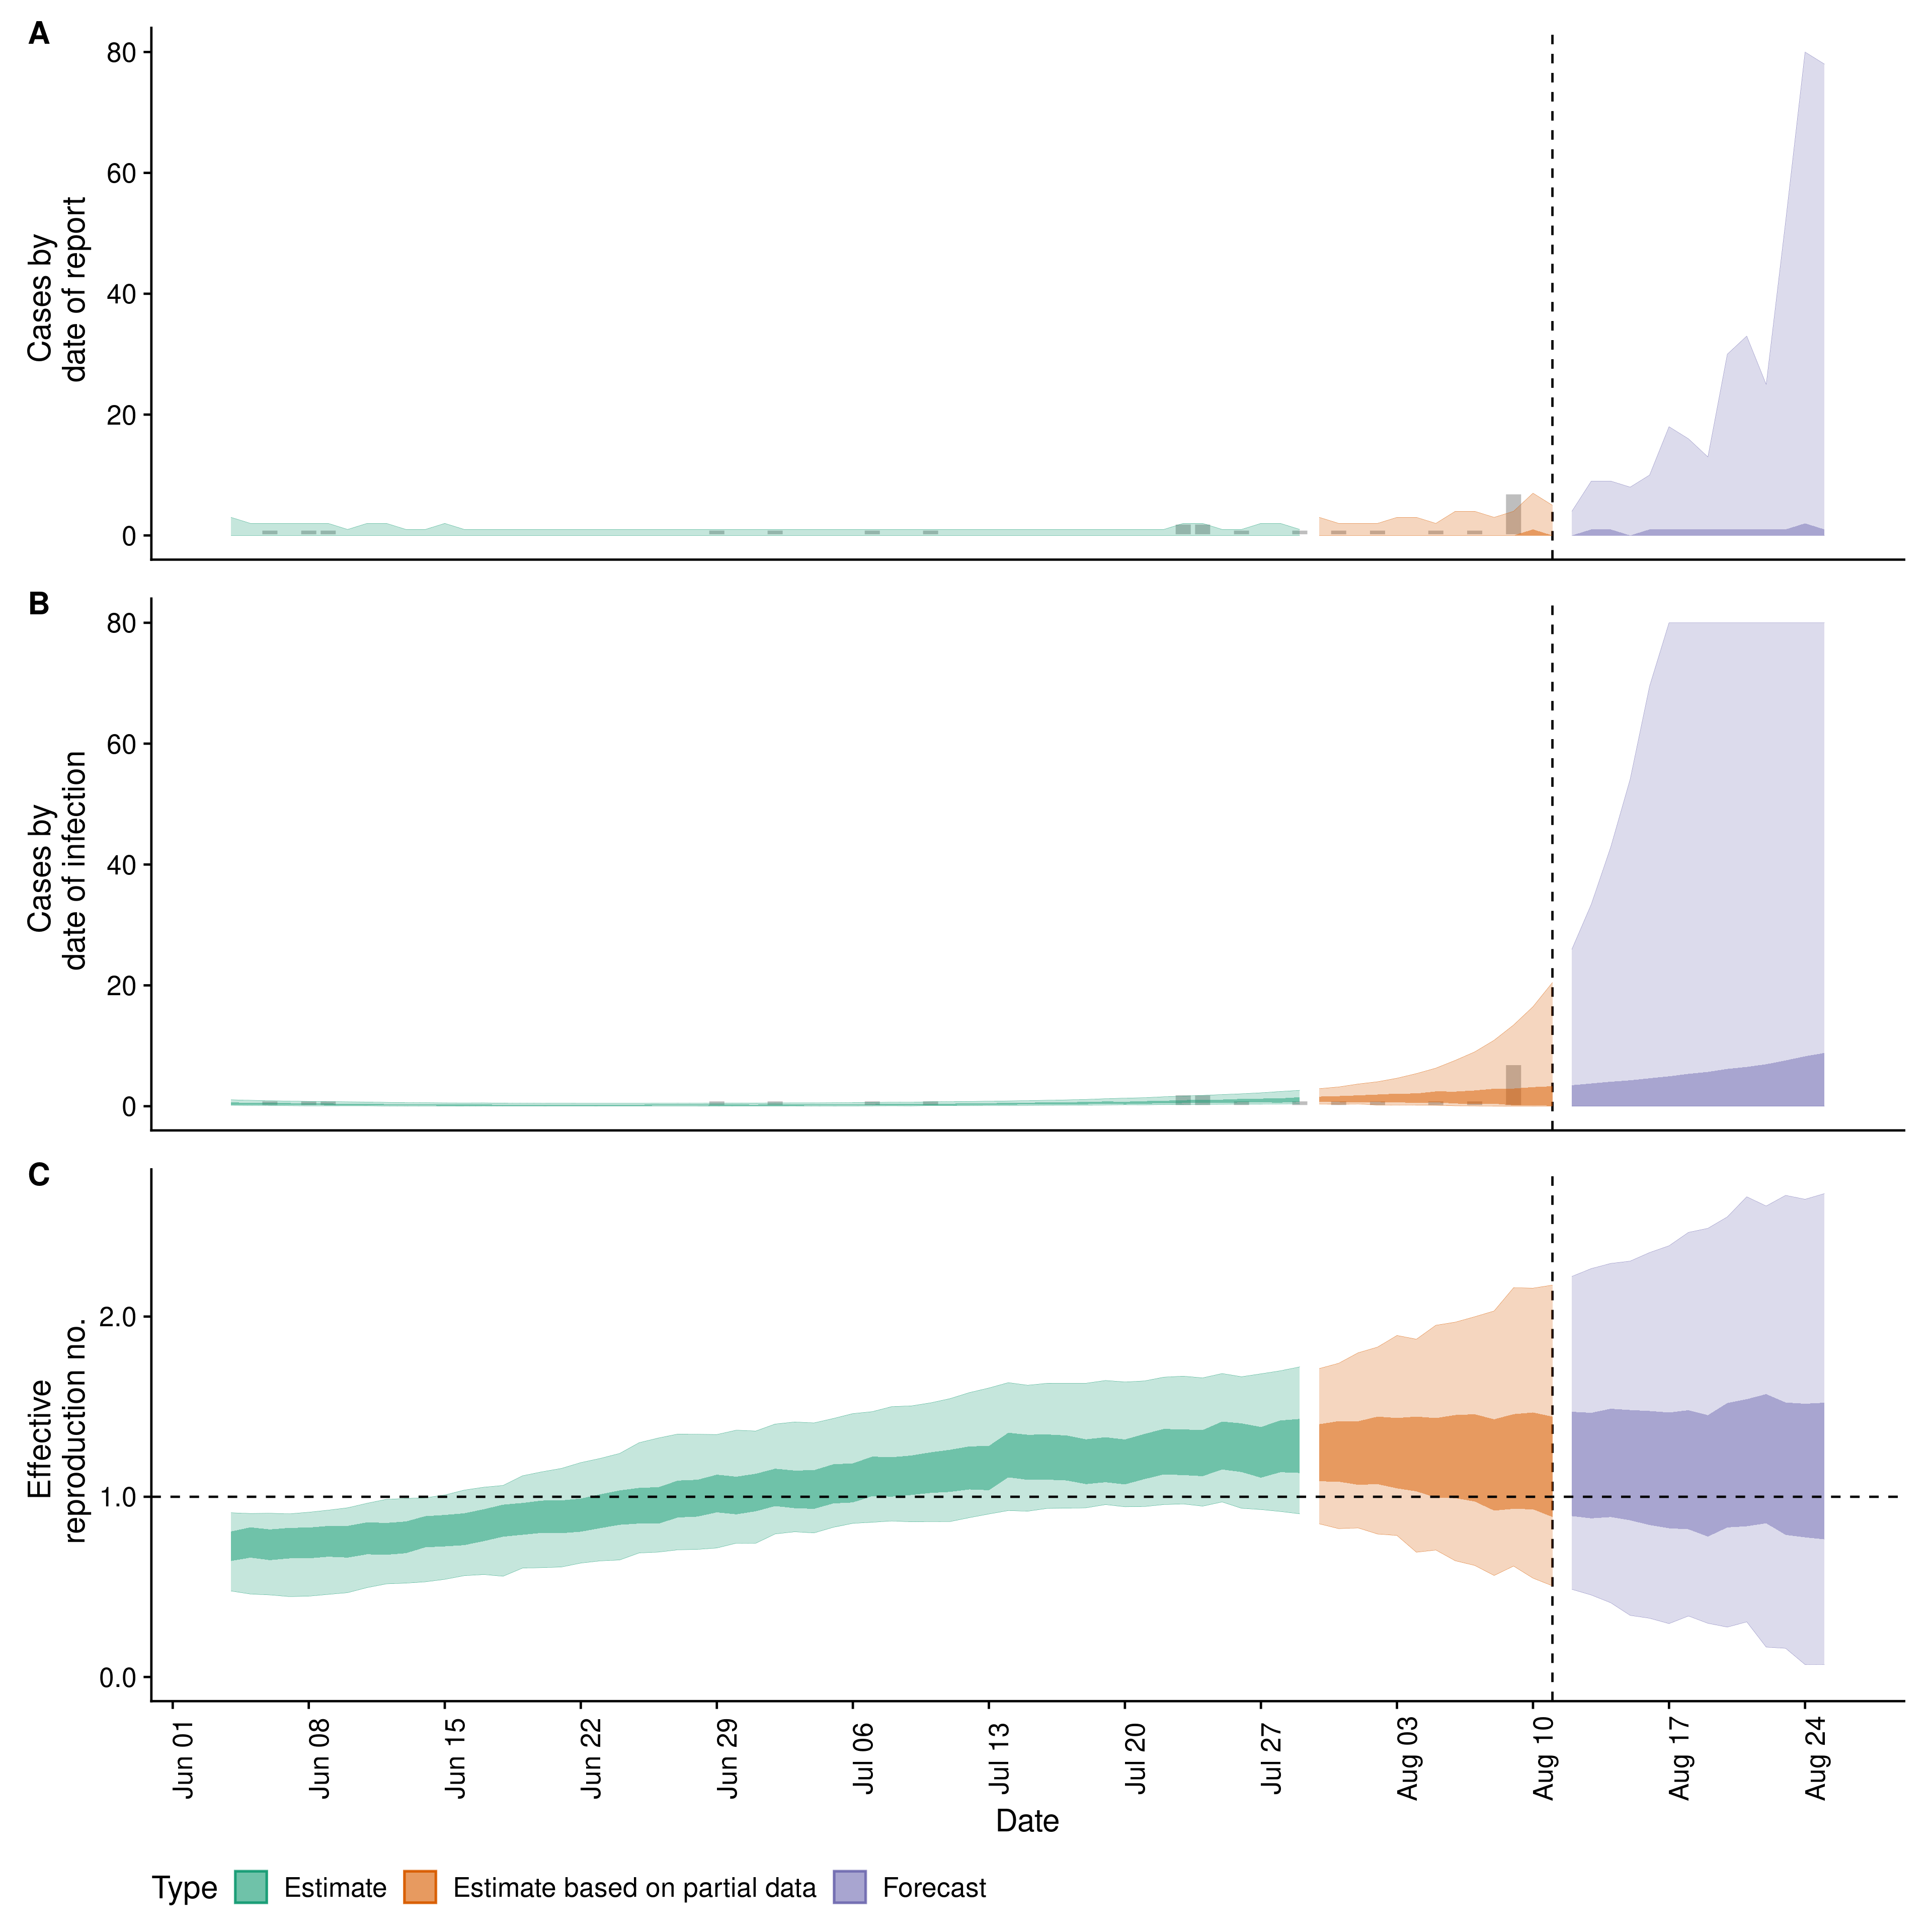 A
80
60
40
20
0
Cases by
date of report
B
80
60
40
20
0
Cases by
date of infection
C
2.0
1.0
0.0
Effective
reproduction no.
Jun 01
Jun 08
Jun 15
Jun 22
Jun 29
Jul 06
Jul 13
Jul 20
Jul 27
Aug 03
Aug 10
Aug 17
Aug 24
Date
Type Estimate Estimate based on partial data Forecast